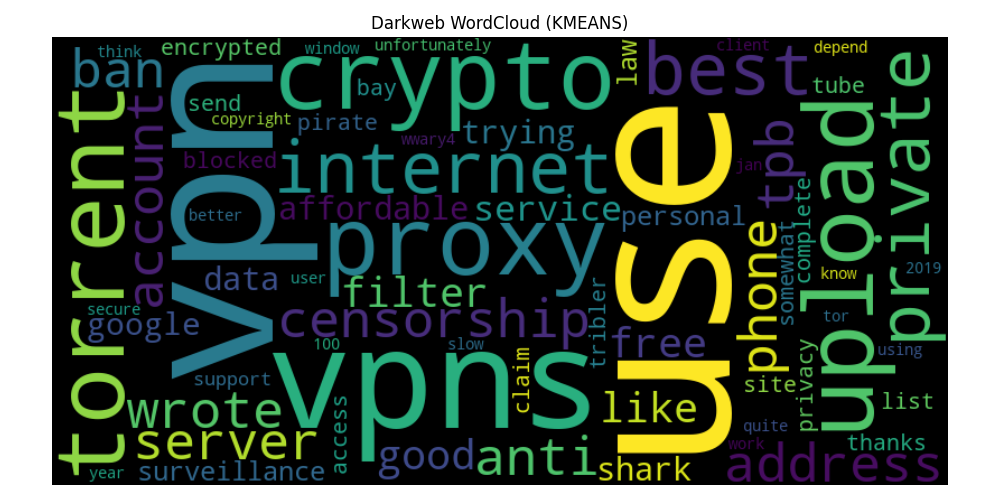 Darkweb WordCloud (KMEANS)
think
encrypted
window
unfortunately
law
client
depend
ban
crypto
best
torrent
vpn
account
send
bay
tube
private
copyright
pirate
trying
wwary4
upload
tpb
blocked
internet
use
jan
affordable
service
personal
better
proxy
phone
somewhat
complete
data
user
filter
tribler
know
2019
secure
google
censorship
free
tor
100
slow
vpns
claim
privacy
using
support
site
wrote
access
like
list
server
good
anti
quite
work
thanks
year
surveillance
shark
address